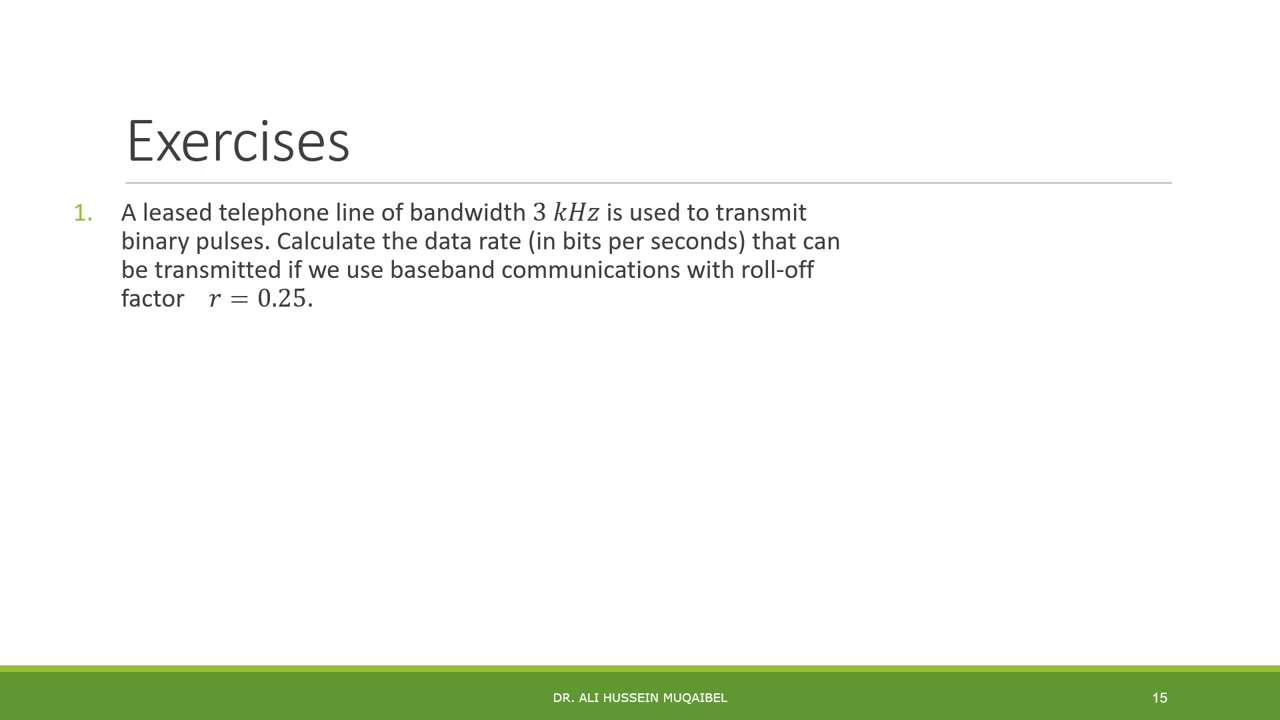 Exercises
1. A leased telephone line of bandwidth 3 kHz is used to transmit
binary pulses. Calculate the data rate (in bits per seconds) that can
be transmitted if we use baseband communications with roll-off
factor r = 0.25.
DR. ALI HUSSEIN MUQAIBEL
15